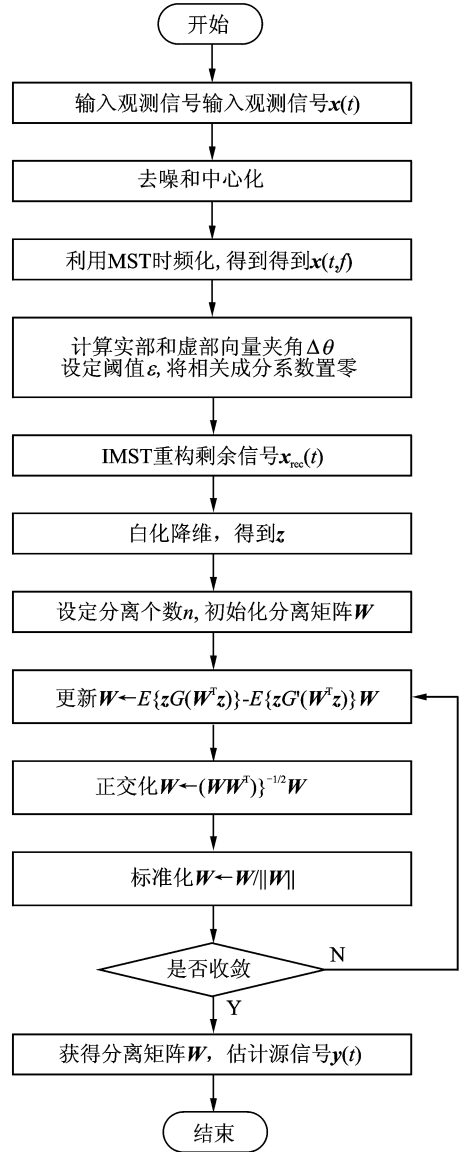 开始
输入观测信号输入观测信号x(t)
去噪和中心化
利用MST时频化,得到得到x(t,f)
计算实部和虚部向量夹角Δθ
设定阈值ε,将相关成分系数置零
IMST重构剩余信号x_rec(t)
白化降维，得到z
设定分离个数n,初始化分离矩阵W
更新W←E{zG(W^T z)}-E{zG'(W^T z)}W
正交化W←(WW^T)}^{-1/2}W
标准化W←W/||W||
是否收敛
N
Y
获得分离矩阵W，估计源信号y(t)
结束